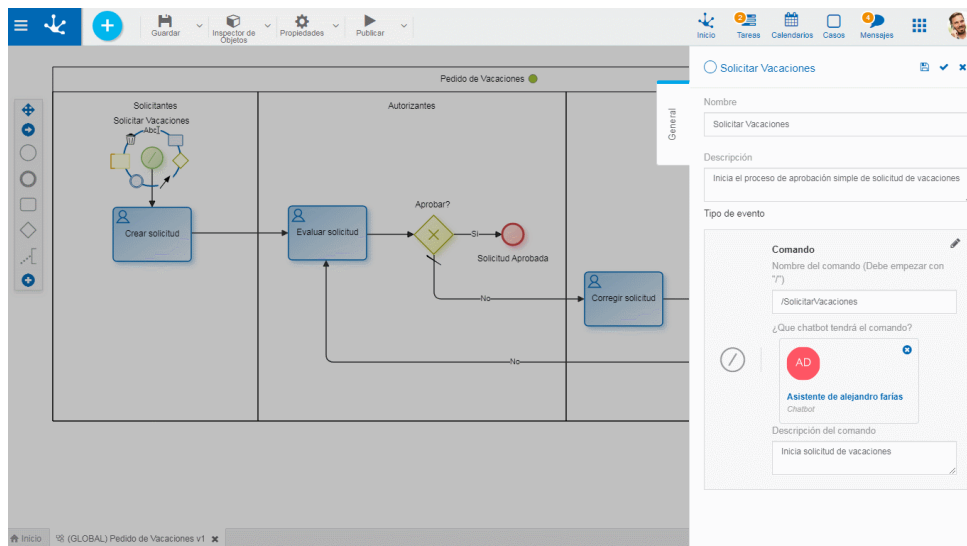 Guardar
Inspector de
Objetos
Propiedades
Publicar
Inicio
2
Tareas
Calendarios
Casos
4
Mensajes
Pedido de Vacaciones
Solicitantes
Autorizantes
Solicitar Vacaciones
Abc
Crear solicitud
Evaluar solicitud
Aprobar?
Si
Solicitud Aprobada
No
Corregir solicitud
No
General
Solicitar Vacaciones
Nombre
Solicitar Vacaciones
Descripción
Inicia el proceso de aprobación simple de solicitud de vacaciones
Tipo de evento
Comando
Nombre del comando (Debe empezar con
"/")
/SolicitarVacaciones
¿Que chatbot tendrá el comando?
AD
Asistente de alejandro farías
Chatbot
Descripción del comando
Inicia solicitud de vacaciones
Inicio
(GLOBAL) Pedido de Vacaciones v1